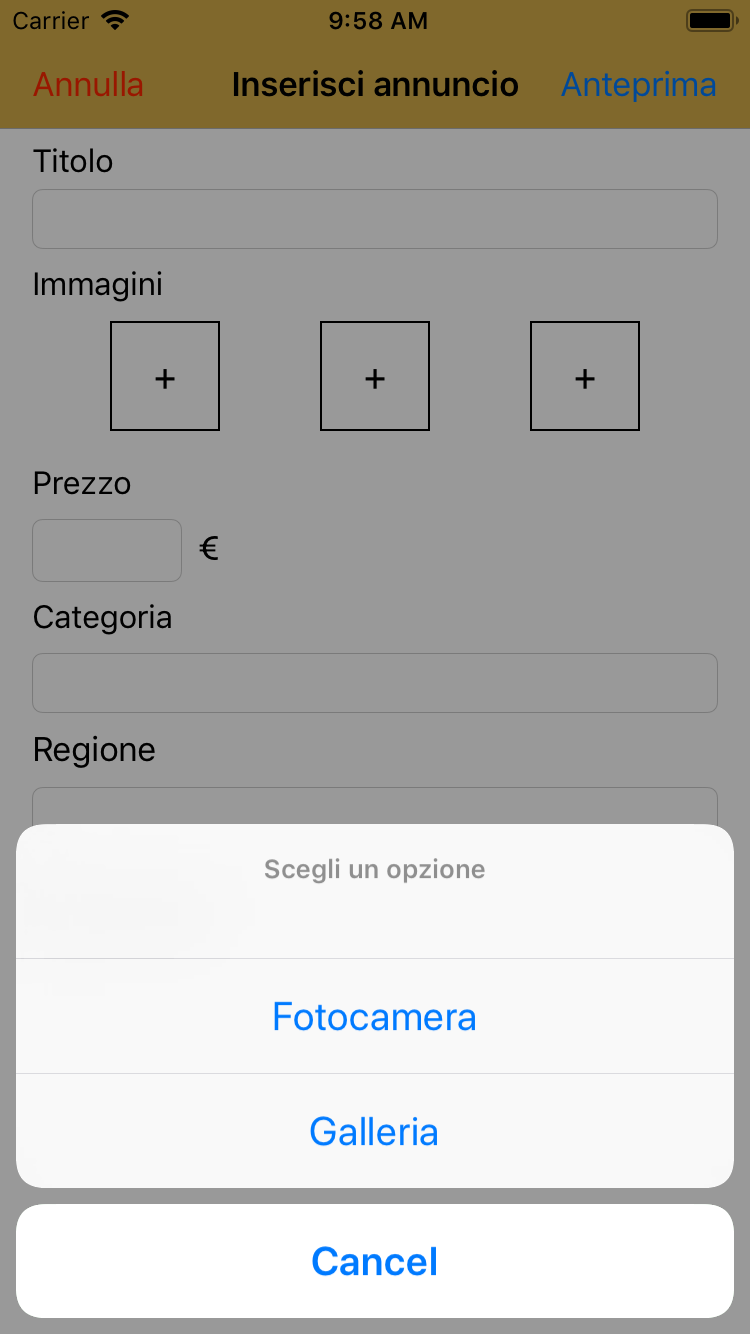 Carrier 9:58 AM
Annulla Inserisci annuncio Anteprima
Titolo
Immagini
+ + +
Prezzo
€
Categoria
Regione
Scegli un opzione
Fotocamera
Galleria
Cancel